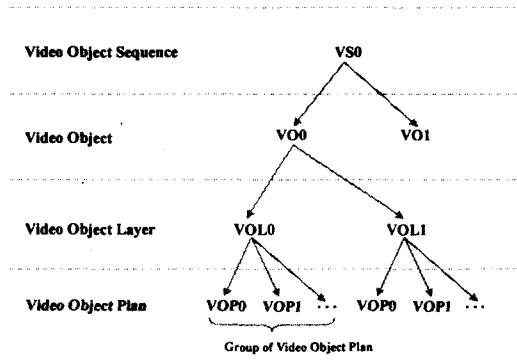 Video Object Sequence VS0
Video Object VO0 VO1
Video Object Layer VOL0 VOL1
Video Object Plan VOP0 VOP1 ... VOP0 VOP1 ...
Group of Video Object Plan